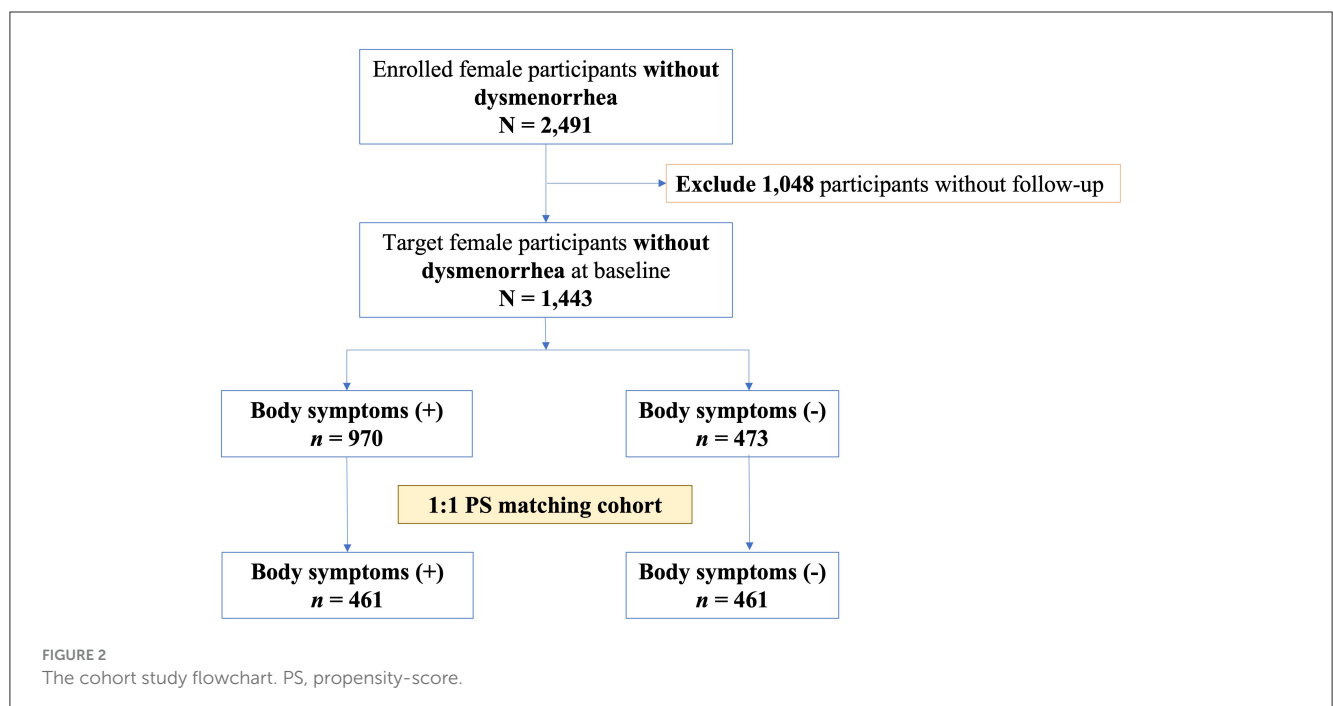 Enrolled female participants without
dysmenorrhea
N = 2,491
Exclude 1,048 participants without follow-up
Target female participants without
dysmenorrhea at baseline
N = 1,443
Body symptoms (+)
n = 970
Body symptoms (-)
n = 473
1:1 PS matching cohort
Body symptoms (+)
n = 461
Body symptoms (-)
n = 461
FIGURE 2
The cohort study flowchart. PS, propensity-score.